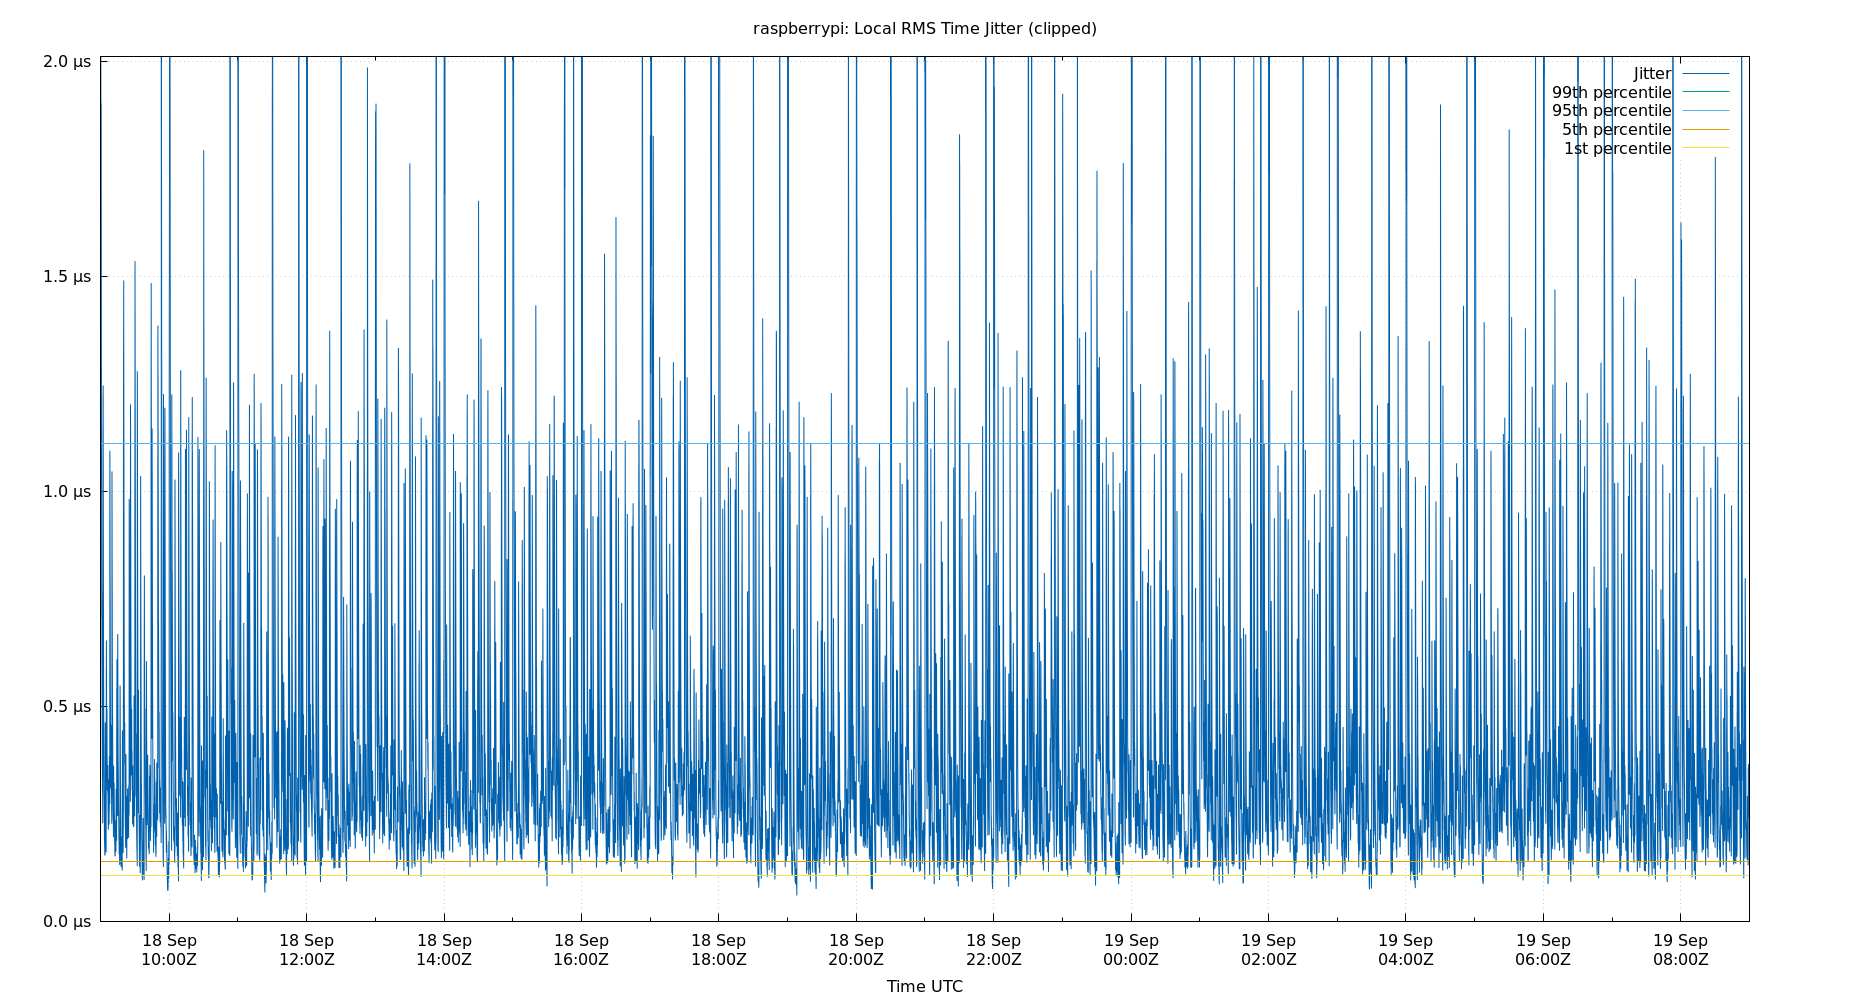 raspberrypi: Local RMS Time Jitter (clipped)
2.0 µs
1.5 µs
1.0 µs
0.5 µs
0.0 µs
Jitter
99th percentile
95th percentile
5th percentile
1st percentile
18 Sep 18 Sep 18 Sep 18 Sep 18 Sep 18 Sep 18 Sep 19 Sep 19 Sep 19 Sep 19 Sep 19 Sep
10:00Z 12:00Z 14:00Z 16:00Z 18:00Z 20:00Z 22:00Z 00:00Z 02:00Z 04:00Z 06:00Z 08:00Z
Time UTC